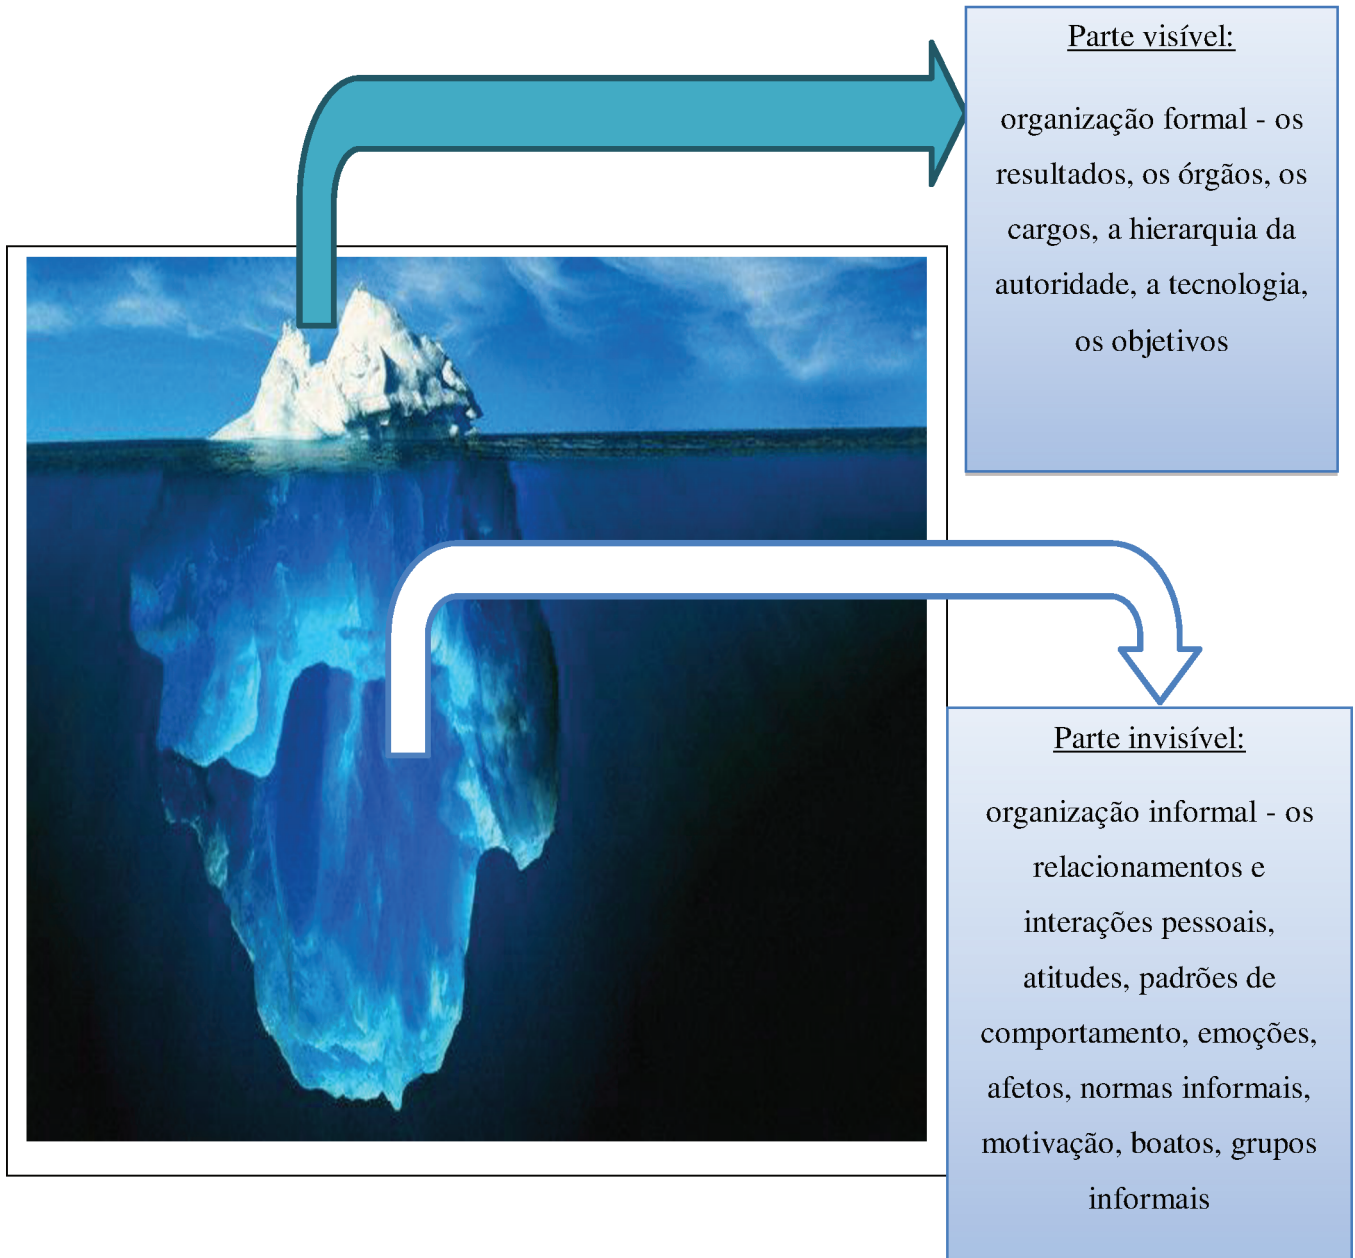 Parte visível:
organização formal - os
resultados, os órgãos, os
cargos, a hierarquia da
autoridade, a tecnologia,
os objetivos
Parte invisível:
organização informal - os
relacionamentos e
interações pessoais,
atitudes, padrões de
comportamento, emoções,
afetos, normas informais,
motivação, boatos, grupos
informais